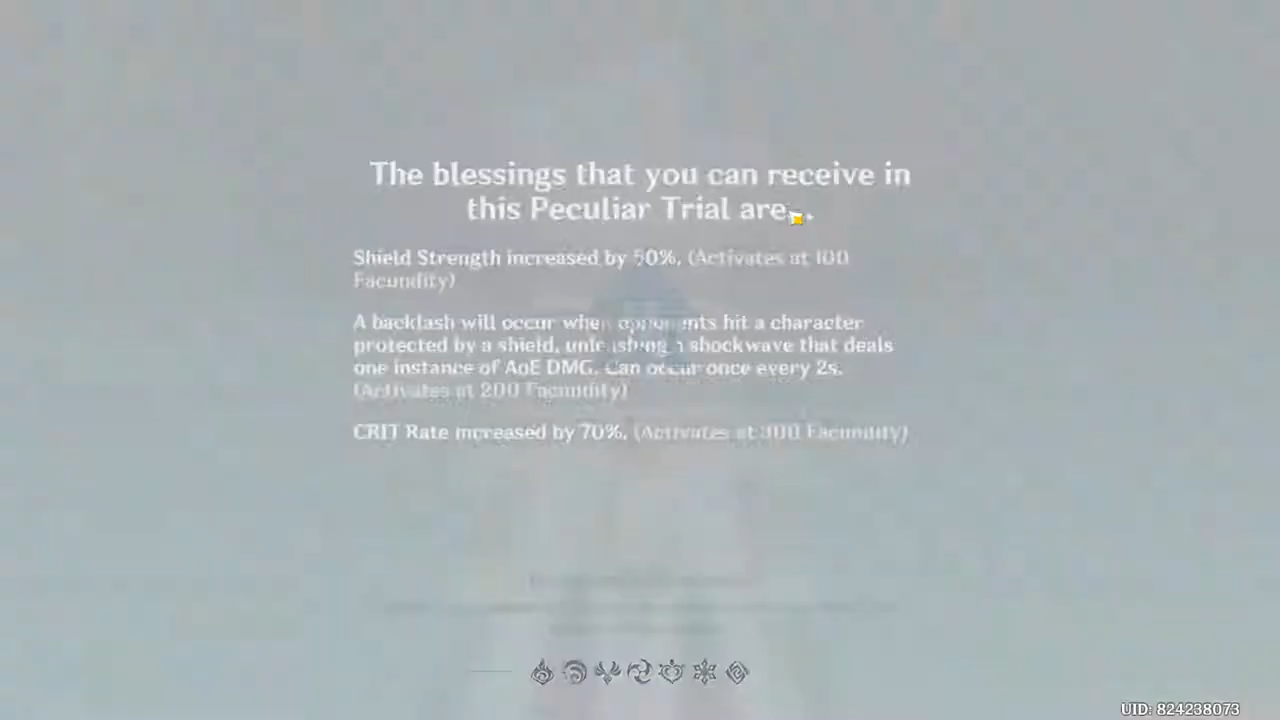 The blessings that you can receive in
this Peculiar Trial are...
Shield Strength increased by 50%. (Activates at 100
Facundity)
A backlash will occur when opponents hit a character
protected by a shield, unleashing a shockwave that deals
one instance of AoE DMG. Can occur once every 2s.
(Activates at 200 Facundity)
CRIT Rate increased by 70%. (Activates at 300 Facundity)
UID: 824238073